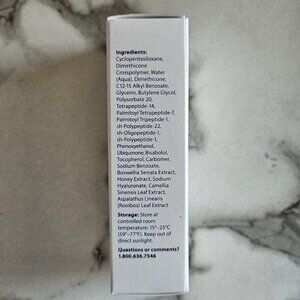 Ingredients:
Cyclopentasiloxane,
Dimethicone
Crosspolymer, Water
(Aqua), Dimethicone,
C12-15 Alkyl Benzoate,
Glycerin, Butylene Glycol,
Polysorbate 20,
Tetrapeptide-14,
Palmitoyl Tetrapeptide-7,
Palmitoyl Tripeptide-1,
sh-Polypeptide-22,
sh-Oligopeptide-1,
sh-Polypeptide-1,
Phenoxyethanol,
Ubiquinone, Bisabolol,
Tocopherol, Carbomer,
Sodium Benzoate,
Boswellia Serrata Extract,
Honey Extract, Sodium
Hyaluronate, Camellia
Sinensis Leaf Extract,
Aspalathus Linearis
(Rooibos) Leaf Extract
Storage: Store at
controlled room
temperature: 15°-25°C
(59°-77°F). Keep out of
direct sunlight.
Questions or comments?
1.800.636.7546